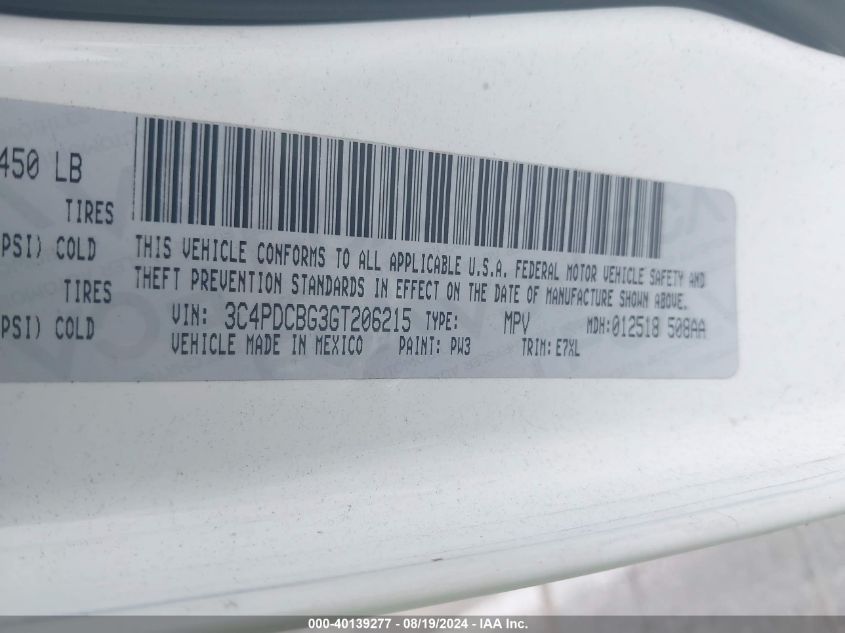 450 LB
TIRES
PSI) COLD
TIRES
PSI) COLD
THIS VEHICLE CONFORMS TO ALL APPLICABLE U.S.A. FEDERAL MOTOR VEHICLE SAFETY AND
THEFT PREVENTION STANDARDS IN EFFECT ON THE DATE OF MANUFACTURE SHOWN ABOVE.
VIN: 3C4PDCBG3GT206215 TYPE: MPV MDH:012518 508AA
VEHICLE MADE IN MEXICO PAINT: PW3 TRIM: E7XL
000-40139277 - 08/19/2024 - IAA Inc.